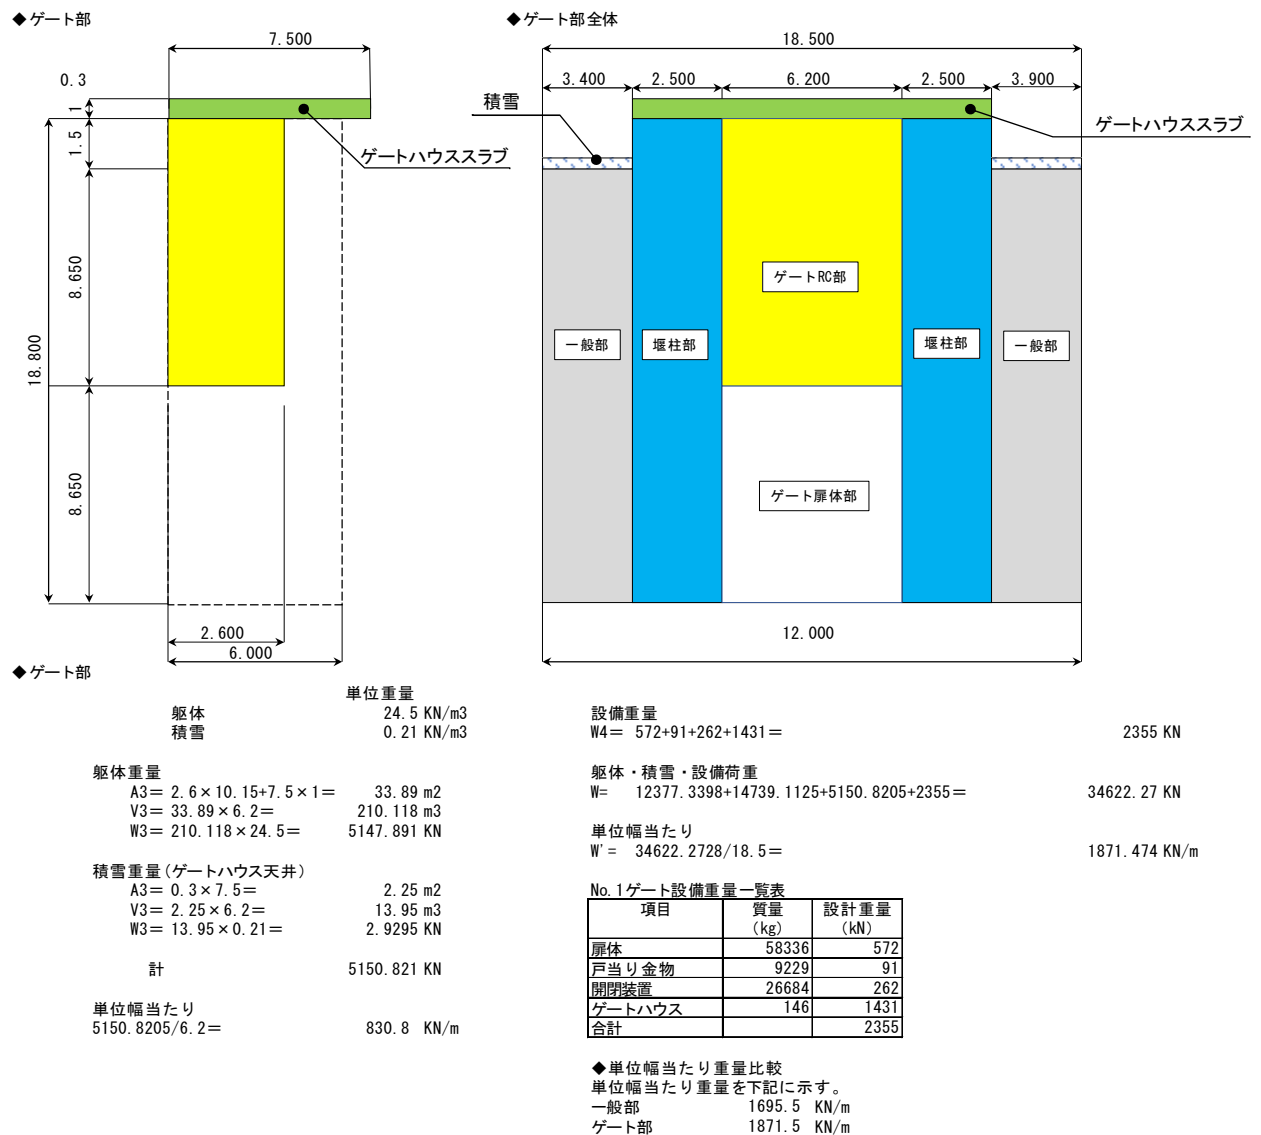 ◆ゲート部
7.500
0.3
1
1.5
8.650
18.800
8.650
2.600
6.000
ゲートハウススラブ
◆ゲート部全体
18.500
3.400 2.500 6.200 2.500 3.900
積雪
ゲートハウススラブ
ゲートRC部
一般部
堰柱部
堰柱部
一般部
ゲート扉体部
12.000
◆ゲート部
単位重量
躯体 24.5 KN/m3
積雪 0.21 KN/m3
躯体重量
A3= 2.6×10.15+7.5×1= 33.89 m2
V3= 33.89×6.2= 210.118 m3
W3= 210.118×24.5= 5147.891 KN
積雪重量(ゲートハウス天井)
A3= 0.3×7.5= 2.25 m2
V3= 2.25×6.2= 13.95 m3
W3= 13.95×0.21= 2.9295 KN
計 5150.821 KN
単位幅当たり
5150.8205/6.2= 830.8 KN/m
設備重量
W4= 572+91+262+1431= 2355 KN
躯体・積雪・設備荷重
W= 12377.3398+14739.1125+5150.8205+2355= 34622.27 KN
単位幅当たり
W'= 34622.2728/18.5= 1871.474 KN/m
No.1ゲート設備重量一覧表
項目 質量 設計重量
(kg) (kN)
扉体 58336 572
戸当り金物 9229 91
開閉装置 26684 262
ゲートハウス 146 1431
合計 2355
◆単位幅当たり重量比較
単位幅当たり重量を下記に示す。
一般部 1695.5 KN/m
ゲート部 1871.5 KN/m